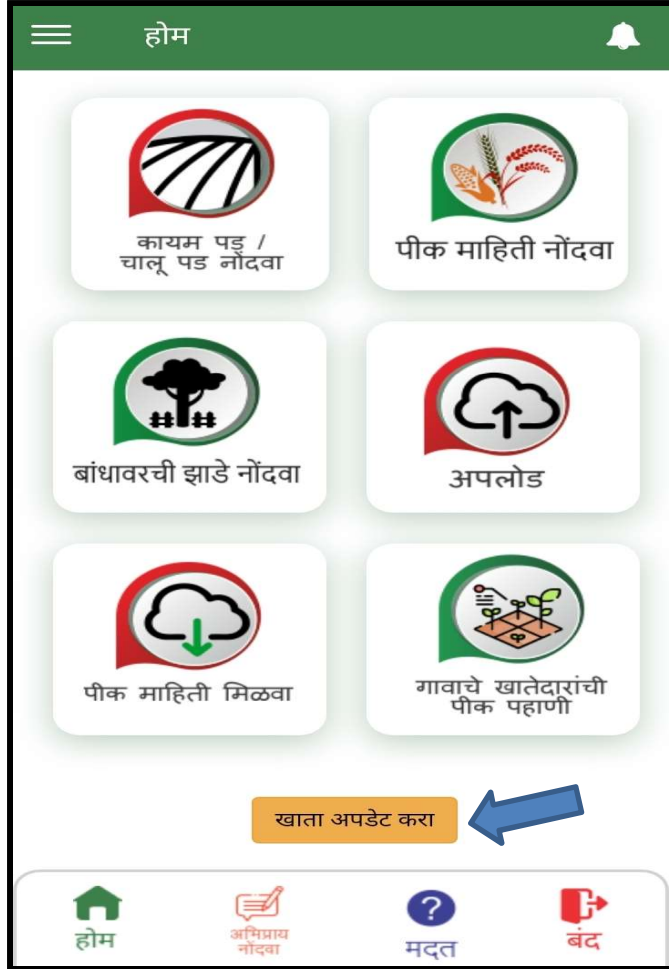 होम
कायम पड /
चालू पड नोंदवा
पीक माहिती नोंदवा
बांधावरची झाडे नोंदवा
अपलोड
पीक माहिती मिळवा
गावाचे खातेदारांची
पीक पहाणी
खाता अपडेट करा
होम
अभिप्राय
नोंदवा
?
मदत
बंद